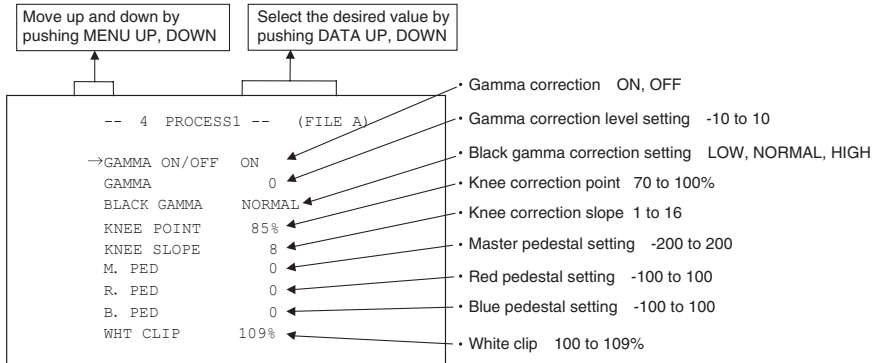 Move up and down by
pushing MENU UP, DOWN
Select the desired value by
pushing DATA UP, DOWN
-- 4 PROCESS1 -- (FILE A)
→GAMMA ON/OFF ON
GAMMA 0
BLACK GAMMA NORMAL
KNEE POINT 85%
KNEE SLOPE 8
M. PED 0
R. PED 0
B. PED 0
WHT CLIP 109%
・Gamma correction ON, OFF
・Gamma correction level setting -10 to 10
・Black gamma correction setting LOW, NORMAL, HIGH
・Knee correction point 70 to 100%
・Knee correction slope 1 to 16
・Master pedestal setting -200 to 200
・Red pedestal setting -100 to 100
・Blue pedestal setting -100 to 100
・White clip 100 to 109%